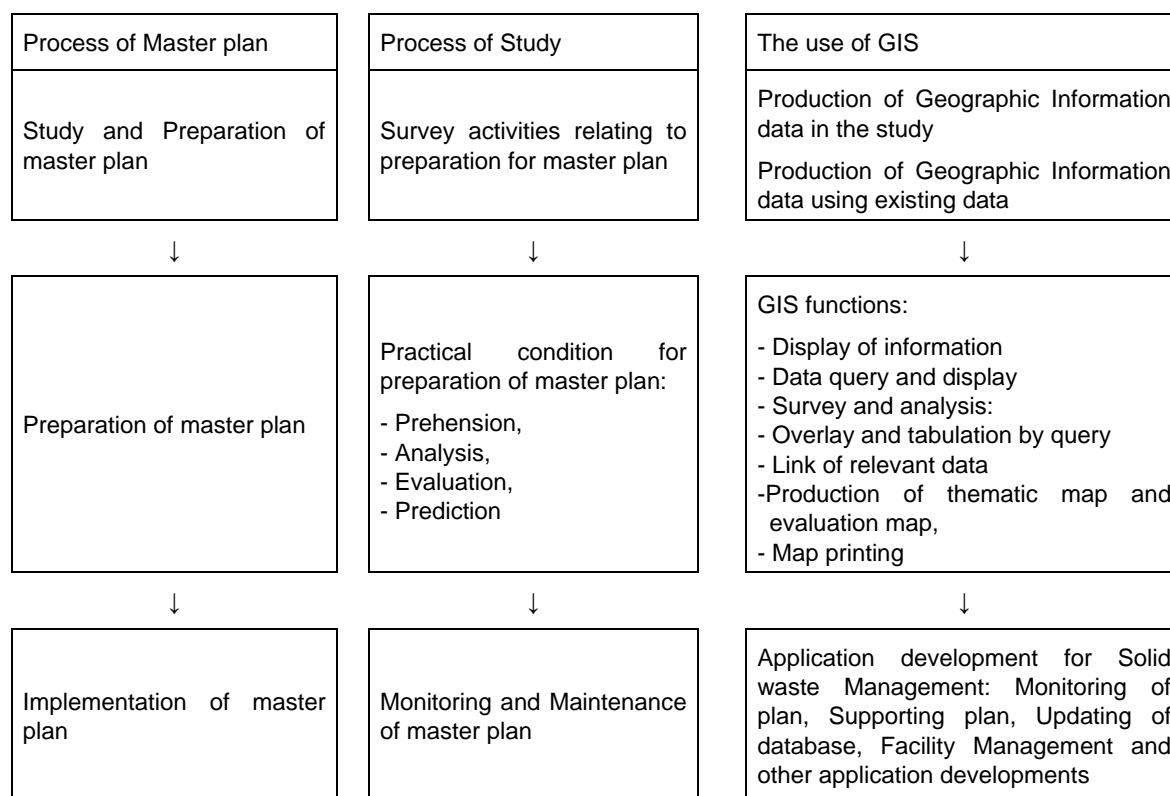 Process of Master plan
Study and Preparation of
master plan
↓
Preparation of master plan
↓
Implementation of master
plan
Process of Study
Survey activities relating to
preparation for master plan
↓
Practical condition for
preparation of master plan:
- Prehension,
- Analysis,
- Evaluation,
- Prediction
↓
Monitoring and Maintenance
of master plan
The use of GIS
Production of Geographic Information
data in the study
Production of Geographic Information
data using existing data
↓
GIS functions:
- Display of information
- Data query and display
- Survey and analysis:
- Overlay and tabulation by query
- Link of relevant data
-Production of thematic map and
evaluation map,
- Map printing
↓
Application development for Solid
waste Management: Monitoring of
plan, Supporting plan, Updating of
database, Facility Management and
other application developments